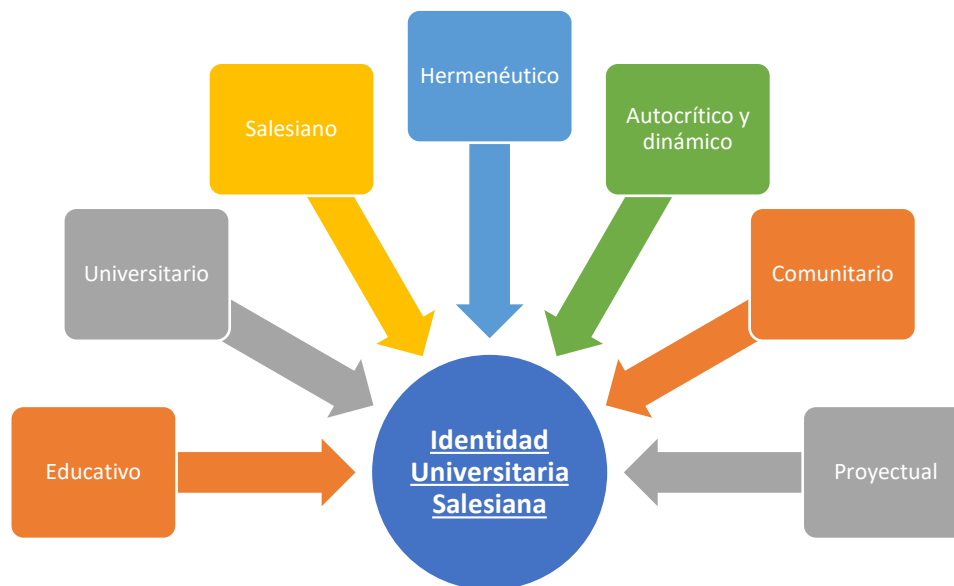 Hermenéutico
Salesiano
Autocrítico y
dinámico
Universitario
Comunitario
Educativo
Identidad
Universitaria
Salesiana
Proyectual